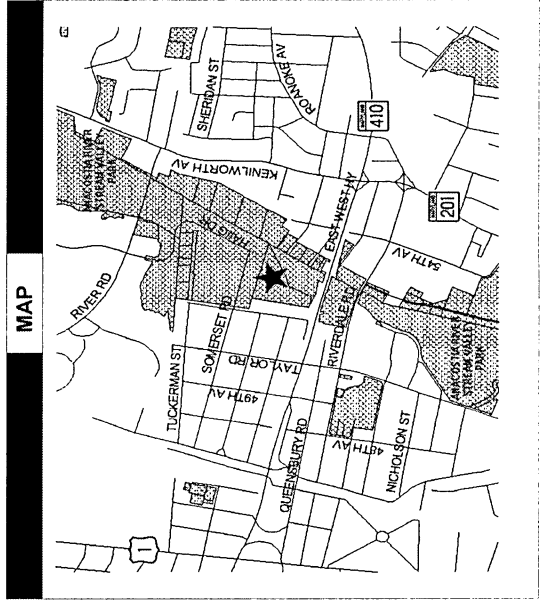 MAP
ANACOSTIA RIVER
STREAM VALLEY
PARK
SHERIDAN ST
ROANOKE AV
RIVER RD
KENILWORTH AV
410
TUCKERMAN ST
SOMERSET RD
EAST WEST HY
201
49TH AV
TAYLOR RD
RIVERDALE RD
54TH AV
QUEENSBURY RD
48TH AV
NICHOLSON ST
ANACOSTIA RIVER
STREAM VALLEY
PARK
1